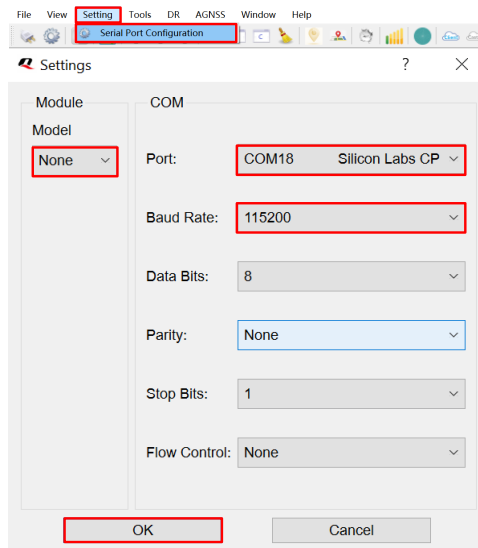 File View Setting Tools DR AGNSS Window Help
Serial Port Configuration
Settings ? X
Module
Model
None
COM
Port: COM18 Silicon Labs CP
Baud Rate: 115200
Data Bits: 8
Parity: None
Stop Bits: 1
Flow Control: None
OK Cancel